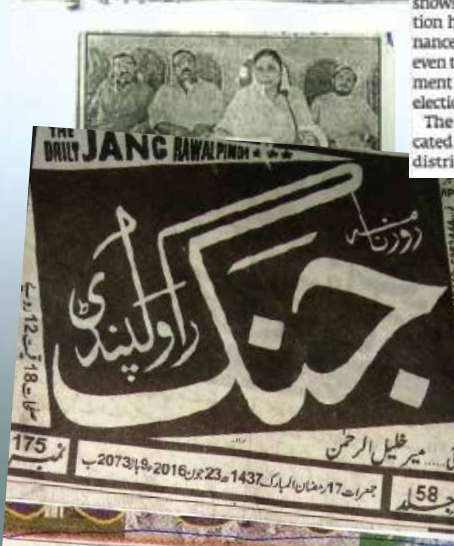 shows
tion h
nance
even t
ment
electio
The
cated
distri
THE
DAILY JANG RAWALPINDI
روزنامہ
جنگ
راولپنڈی
صفحات 18 قیمت 12 روپے
میر خلیل الرحمٰن
جلد 58
جمعرات 17 رمضان المبارک 1437ھ 23 جون 2016ء 9 ہاڑ 2073 ب
نمبر 175